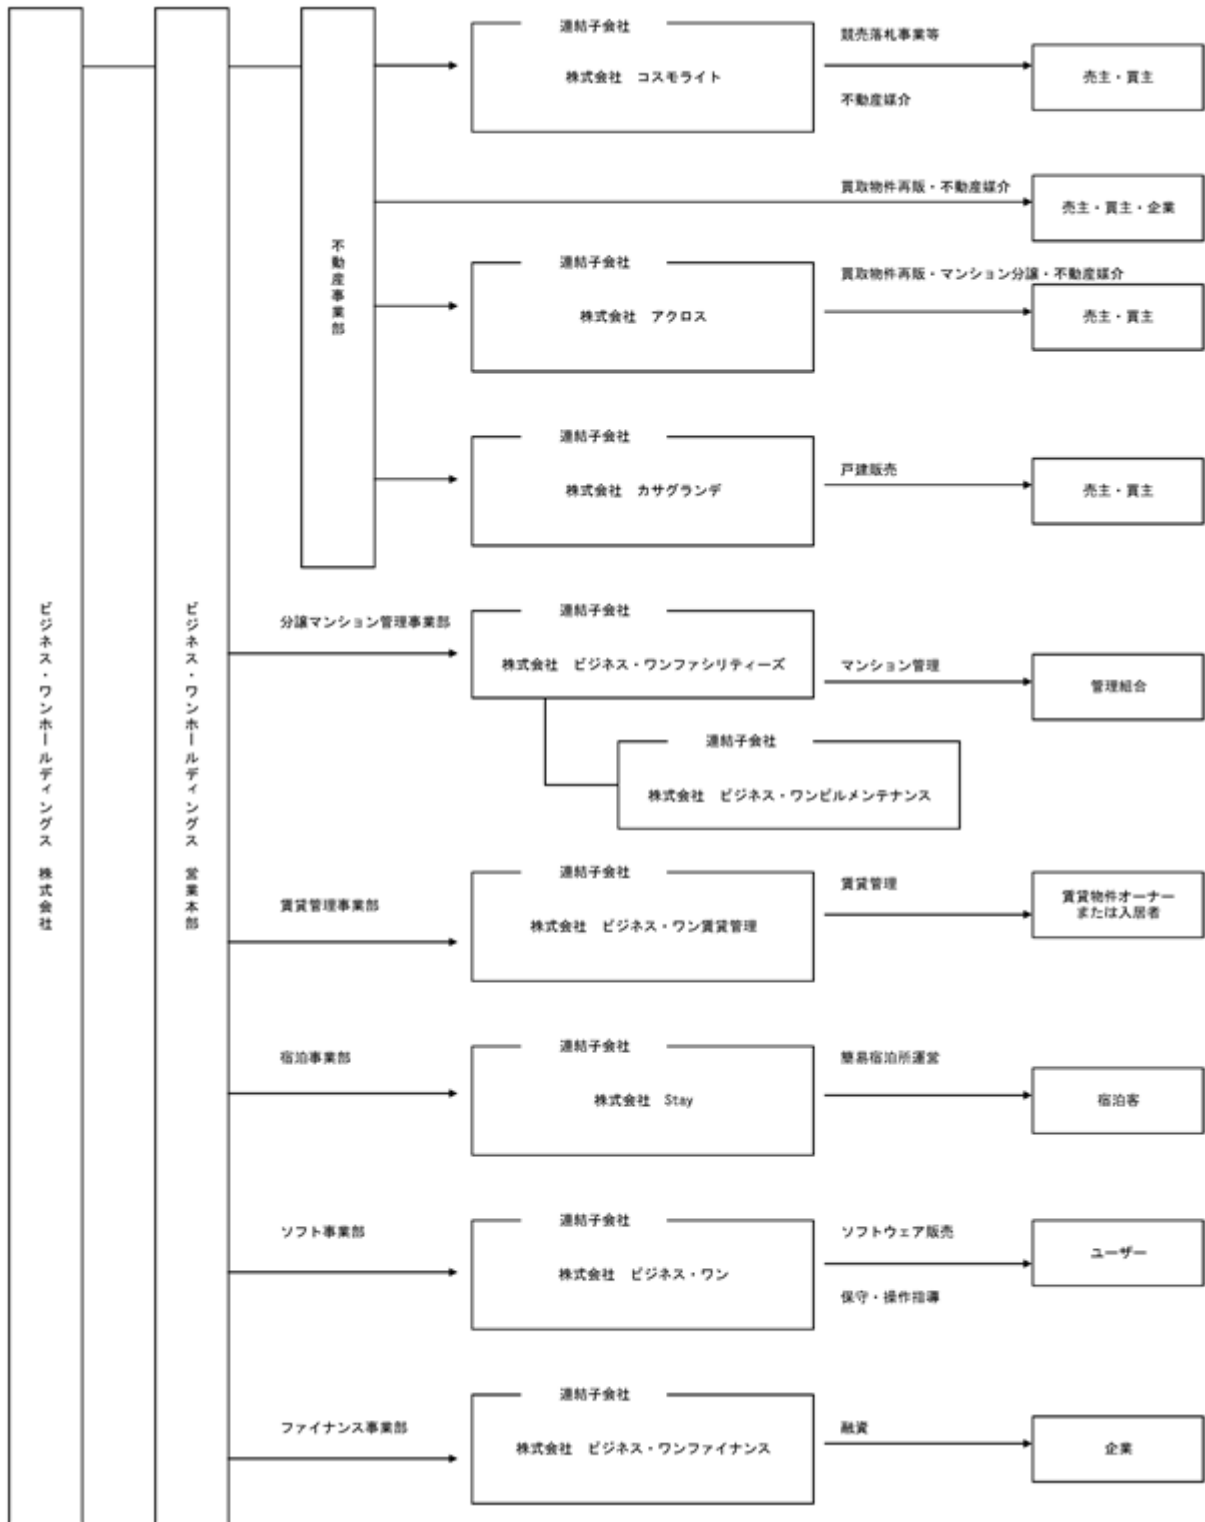 ビジネス・ワンホールディングス 株式会社
ビジネス・ワンホールディングス 営業本部
不動産事業部
連結子会社
株式会社 コスモライト
競売落札事業等
不動産媒介
売主・買主
買取物件再販・不動産媒介
売主・買主・企業
連結子会社
株式会社 アクロス
買取物件再販・マンション分譲・不動産媒介
売主・買主
連結子会社
株式会社 カサグランデ
戸建販売
売主・買主
分譲マンション管理事業部
連結子会社
株式会社 ビジネス・ワンファシリティーズ
マンション管理
管理組合
連結子会社
株式会社 ビジネス・ワンビルメンテナンス
賃貸管理事業部
連結子会社
株式会社 ビジネス・ワン賃貸管理
賃貸管理
賃貸物件オーナー
または入居者
宿泊事業部
連結子会社
株式会社 Stay
簡易宿泊所運営
宿泊客
ソフト事業部
連結子会社
株式会社 ビジネス・ワン
ソフトウェア販売
保守・操作指導
ユーザー
ファイナンス事業部
連結子会社
株式会社 ビジネス・ワンファイナンス
融資
企業